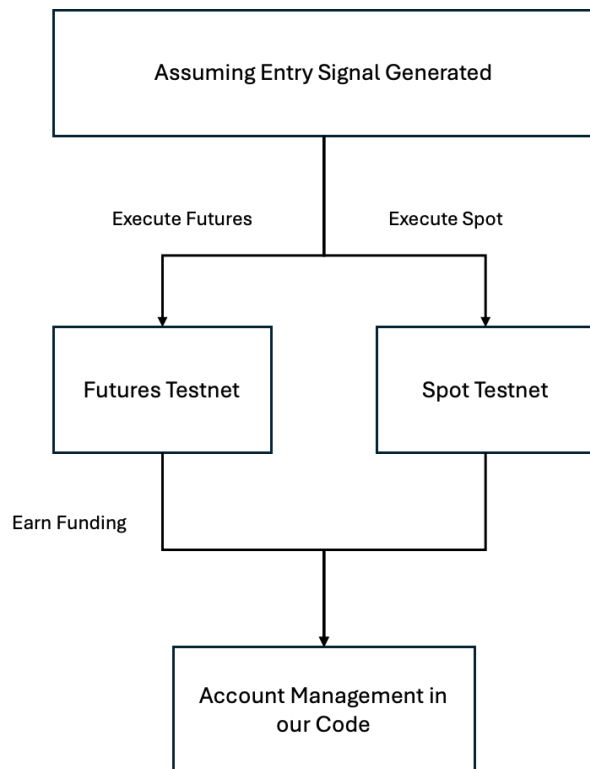 Assuming Entry Signal Generated
Execute Futures
Execute Spot
Futures Testnet
Spot Testnet
Earn Funding
Account Management in
our Code